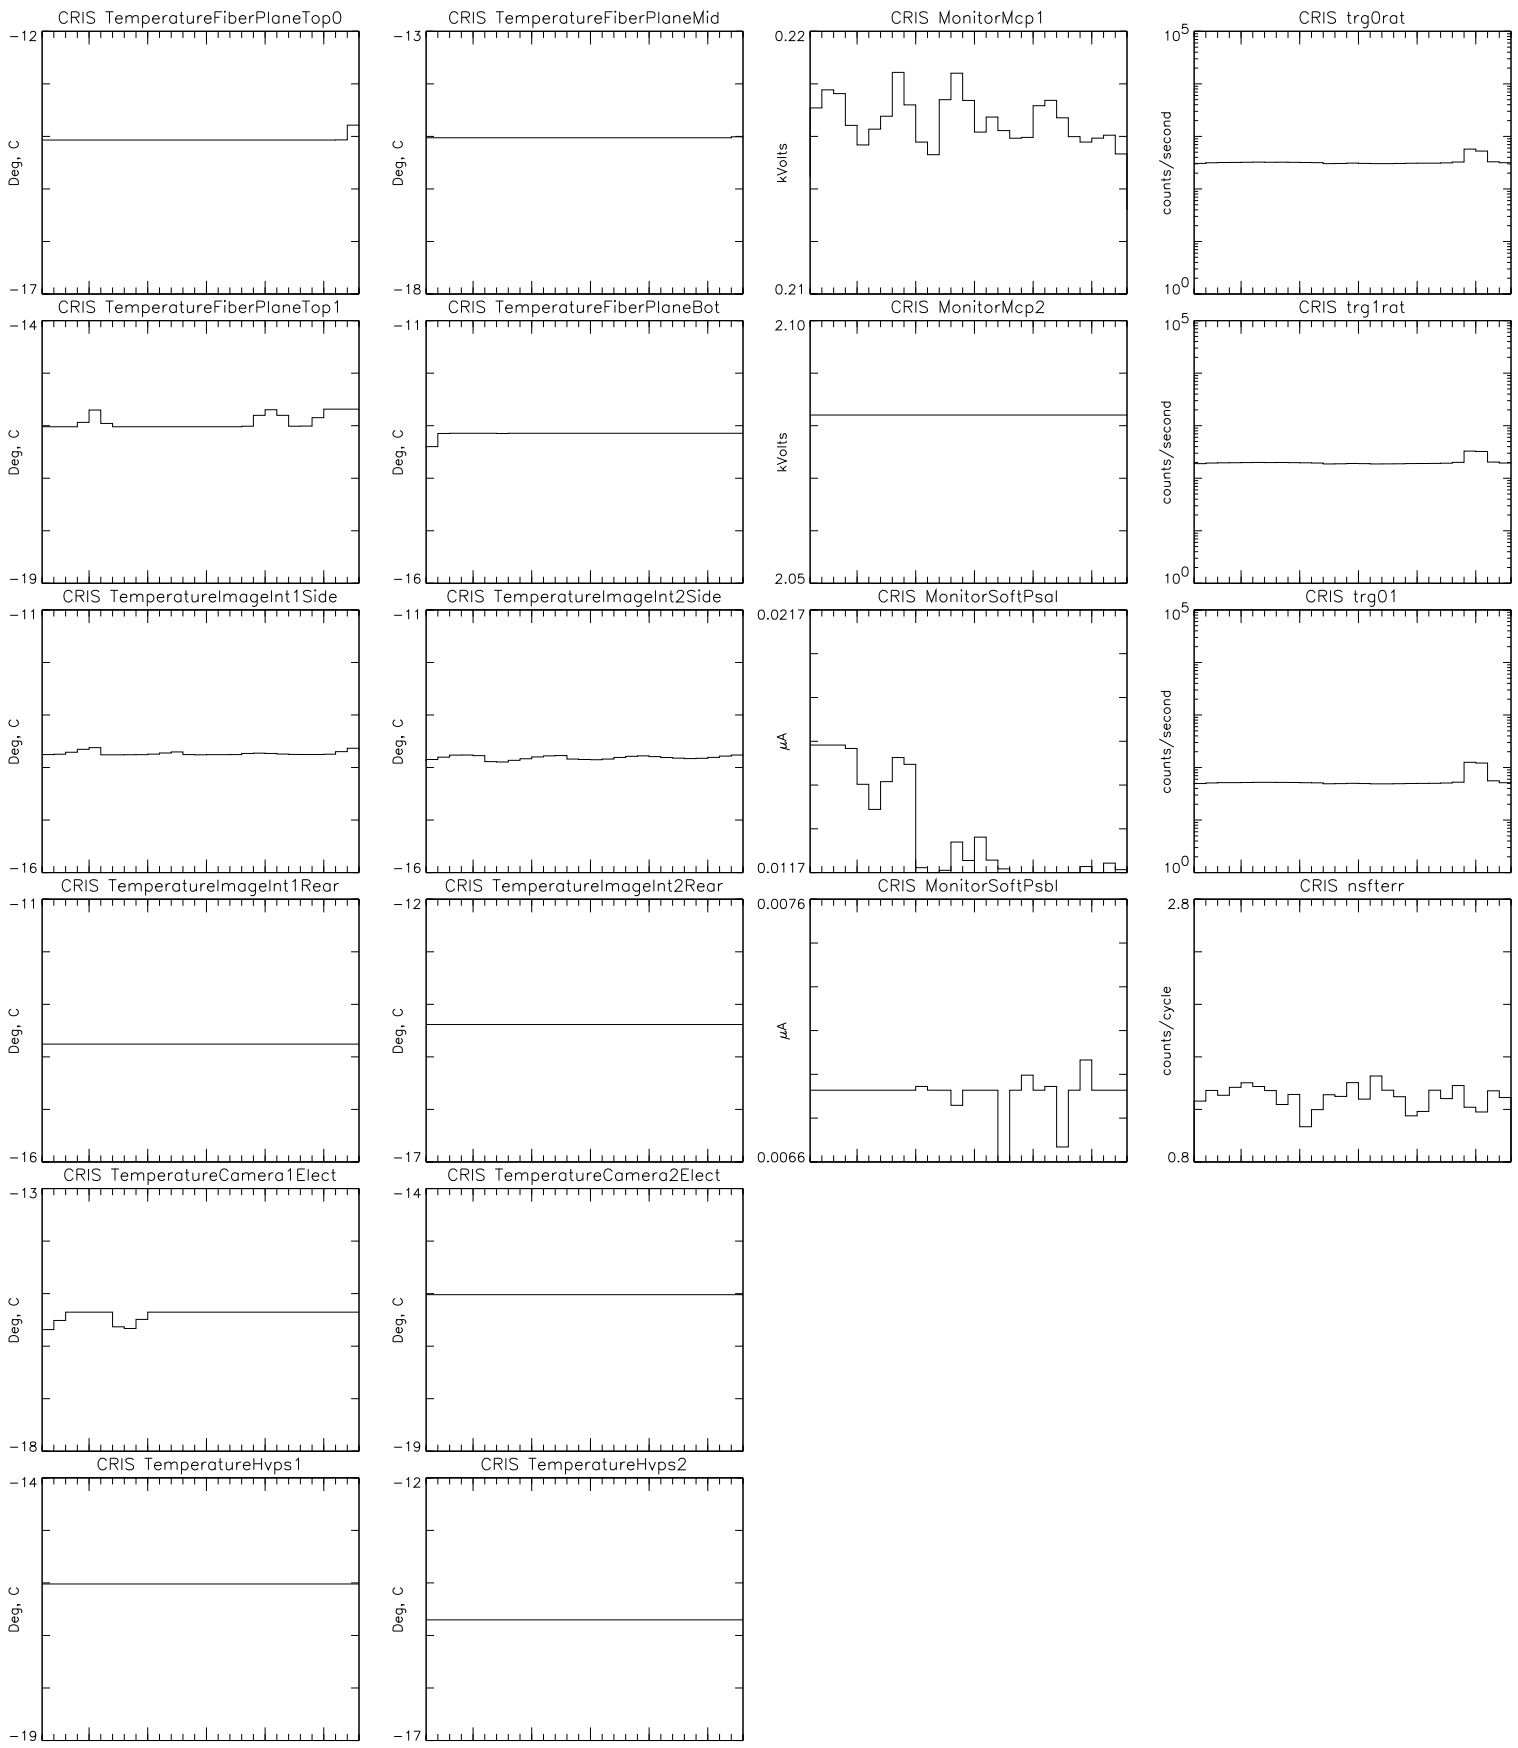 CRIS TemperatureFiberPlaneTop0
-12
Deg, C
-17
CRIS TemperatureFiberPlaneMid
-13
Deg, C
-18
CRIS MonitorMcp1
0.22
kVolts
0.21
CRIS trg0rat
10^5
counts/second
10^0
CRIS TemperatureFiberPlaneTop1
-14
Deg, C
-19
CRIS TemperatureFiberPlaneBot
-11
Deg, C
-16
CRIS MonitorMcp2
2.10
kVolts
2.05
CRIS trg1rat
10^5
counts/second
10^0
CRIS TemperatureImageInt1Side
-11
Deg, C
-16
CRIS TemperatureImageInt2Side
-11
Deg, C
-16
CRIS MonitorSoftPsaI
0.0217
μA
0.0117
CRIS trg01
10^5
counts/second
10^0
CRIS TemperatureImageInt1Rear
-11
Deg, C
-16
CRIS TemperatureImageInt2Rear
-12
Deg, C
-17
CRIS MonitorSoftPsbI
0.0076
μA
0.0066
CRIS nsfterr
2.8
counts/cycle
0.8
CRIS TemperatureCamera1Elect
-13
Deg, C
-18
CRIS TemperatureCamera2Elect
-14
Deg, C
-19
CRIS TemperatureHvps1
-14
Deg, C
-19
CRIS TemperatureHvps2
-12
Deg, C
-17